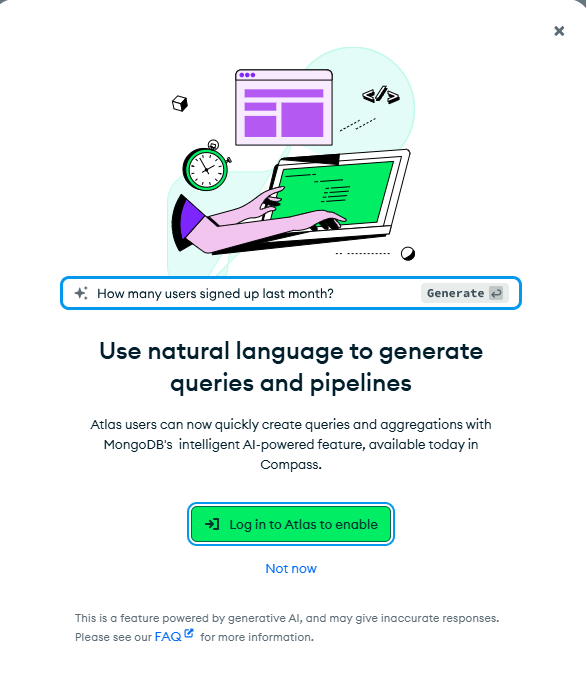 How many users signed up last month?
Generate
Use natural language to generate
queries and pipelines
Atlas users can now quickly create queries and aggregations with
MongoDB's intelligent AI-powered feature, available today in
Compass.
Log in to Atlas to enable
Not now
This is a feature powered by generative AI, and may give inaccurate responses.
Please see our FAQ for more information.